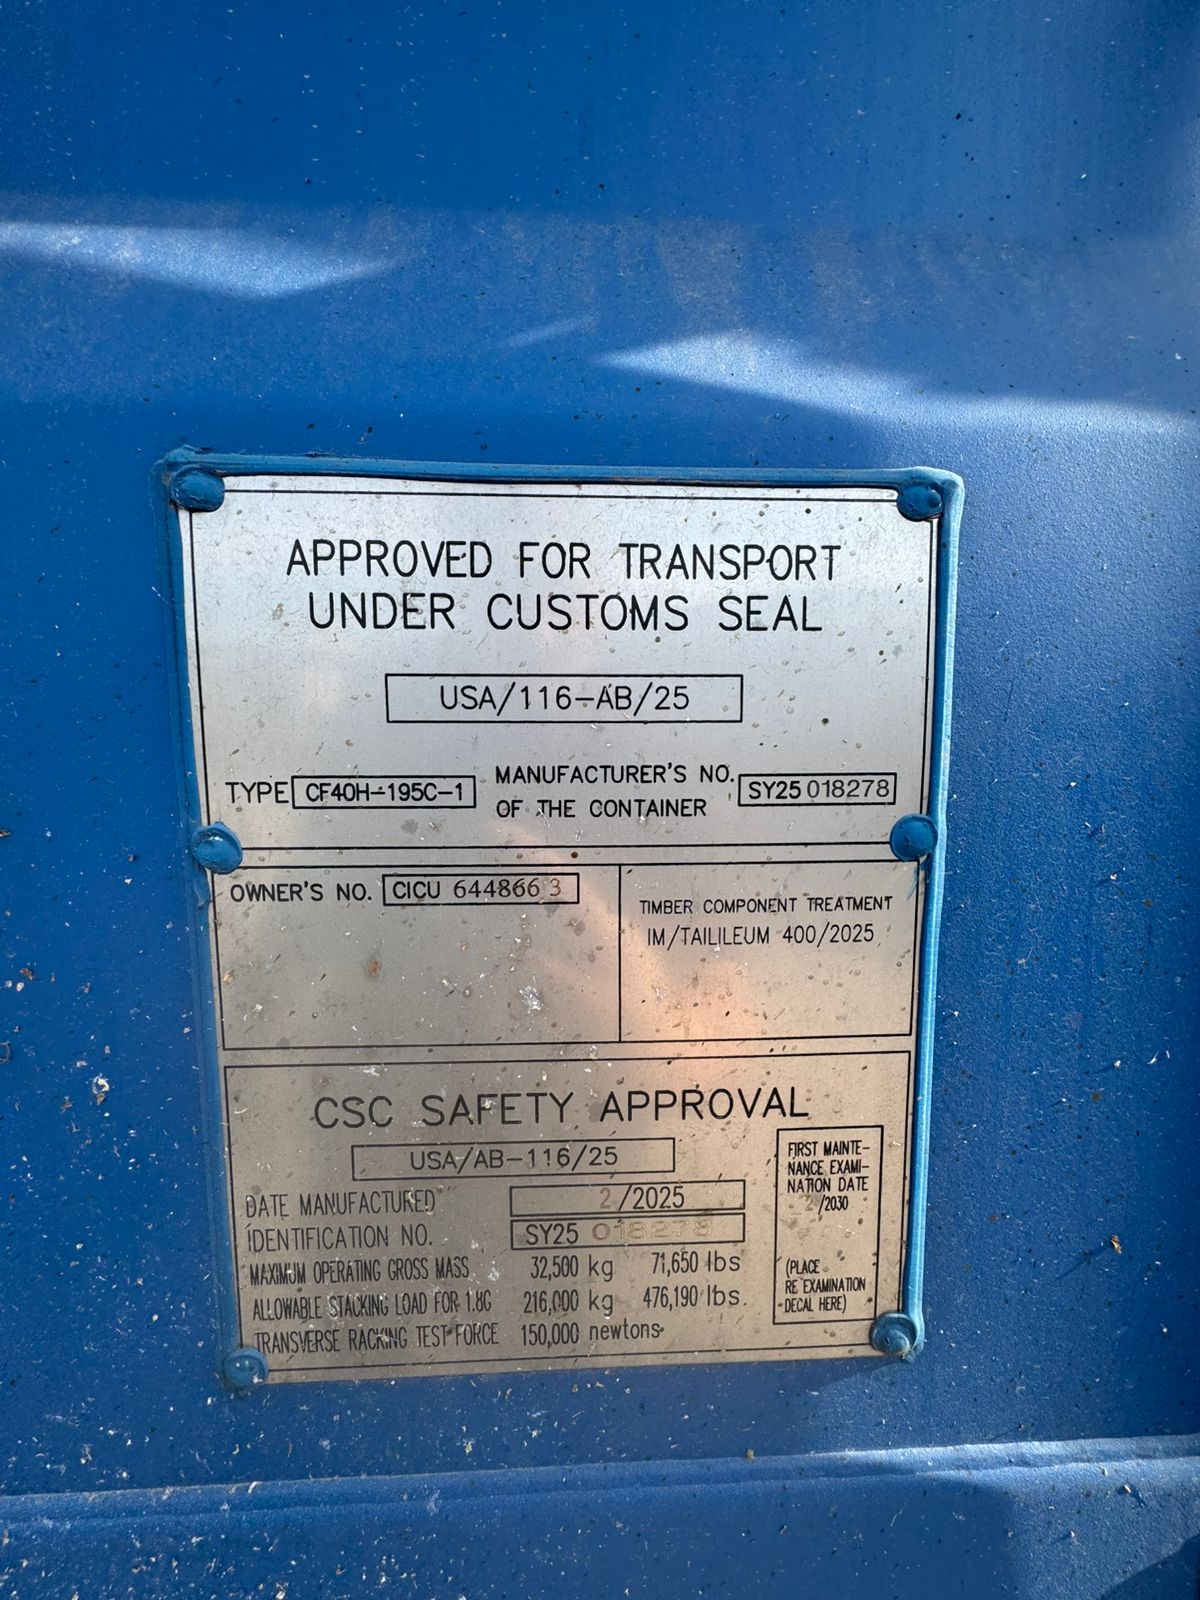 APPROVED FOR TRANSPORT
UNDER CUSTOMS SEAL
USA/116-AB/25
TYPE CF40H-195C-1
MANUFACTURER'S NO.
OF THE CONTAINER
SY25 018278
OWNER'S NO. CICU 644866 3
TIMBER COMPONENT TREATMENT
IM/TAILILEUM 400/2025
CSC SAFETY APPROVAL
USA/AB-116/25
DATE MANUFACTURED 2/2025
IDENTIFICATION NO. SY25 018278
MAXIMUM OPERATING GROSS MASS 32,500 kg 71,650 lbs
ALLOWABLE STACKING LOAD FOR 1.8G 216,000 kg 476,190 lbs.
TRANSVERSE RACKING TEST FORCE 150,000 newtons
FIRST MAINTE-
NANCE EXAMI-
NATION DATE
2/2030
(PLACE
RE EXAMINATION
DECAL HERE)